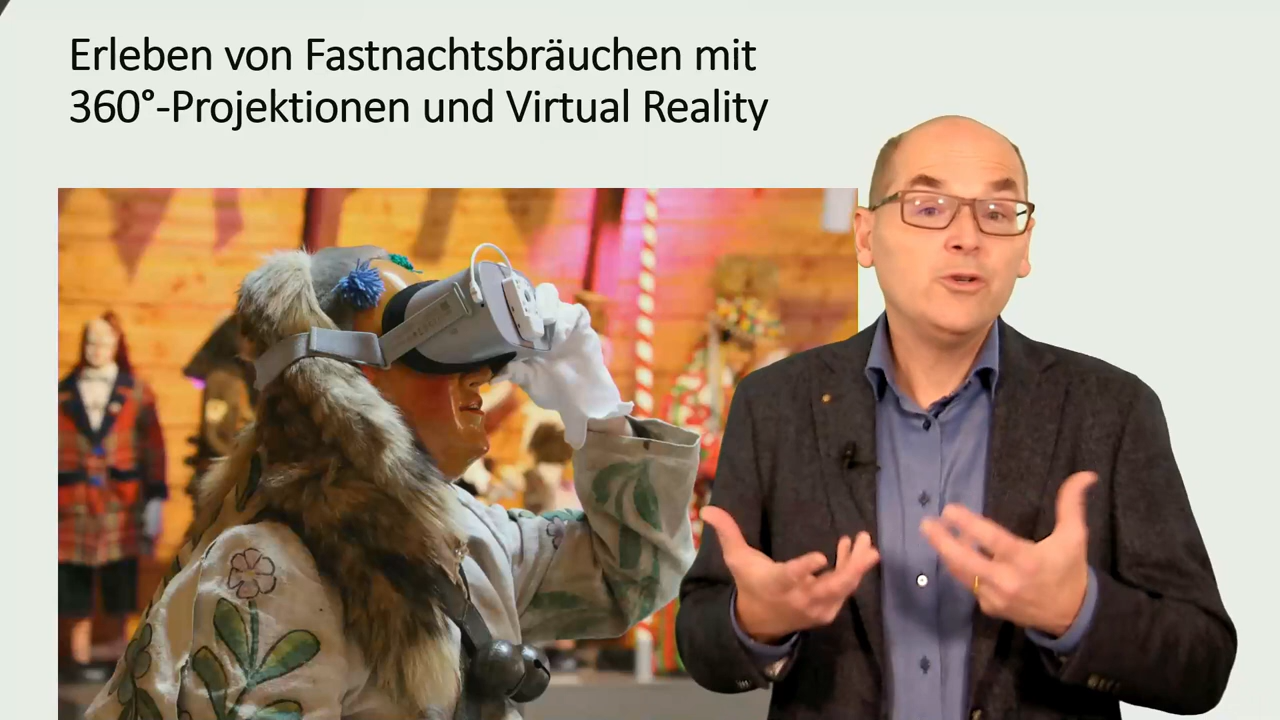 Erleben von Fastnachtsbräuchen mit
360°-Projektionen und Virtual Reality